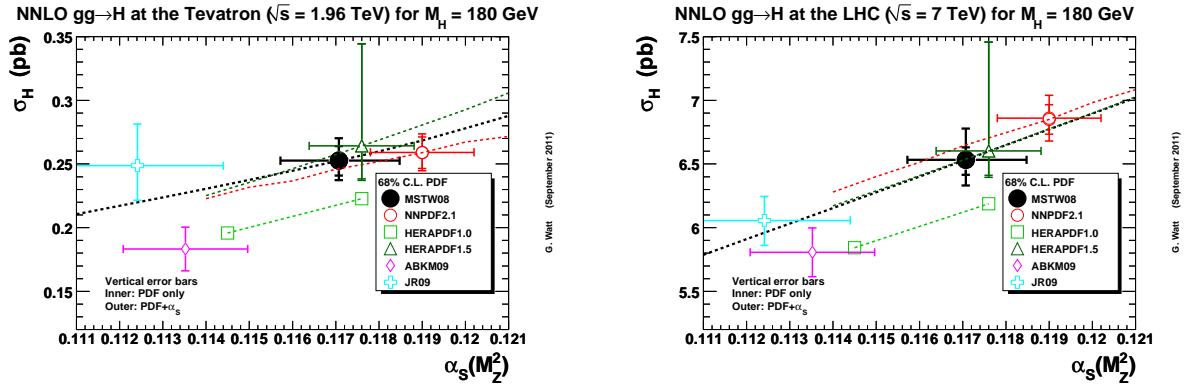 NNLO gg→H at the Tevatron (√s = 1.96 TeV) for M_H = 180 GeV
σ_H (pb)
0.35
0.3
0.25
0.2
0.15
0.111 0.112 0.113 0.114 0.115 0.116 0.117 0.118 0.119 0.12 0.121
α_S(M_Z^2)
68% C.L. PDF
MSTW08
NNPDF2.1
HERAPDF1.0
HERAPDF1.5
ABKM09
JR09
Vertical error bars
Inner: PDF only
Outer: PDF+α_S
G. Watt (September 2011)
NNLO gg→H at the LHC (√s = 7 TeV) for M_H = 180 GeV
σ_H (pb)
7.5
7
6.5
6
5.5
0.111 0.112 0.113 0.114 0.115 0.116 0.117 0.118 0.119 0.12 0.121
α_S(M_Z^2)
68% C.L. PDF
MSTW08
NNPDF2.1
HERAPDF1.0
HERAPDF1.5
ABKM09
JR09
Vertical error bars
Inner: PDF only
Outer: PDF+α_S
G. Watt (September 2011)